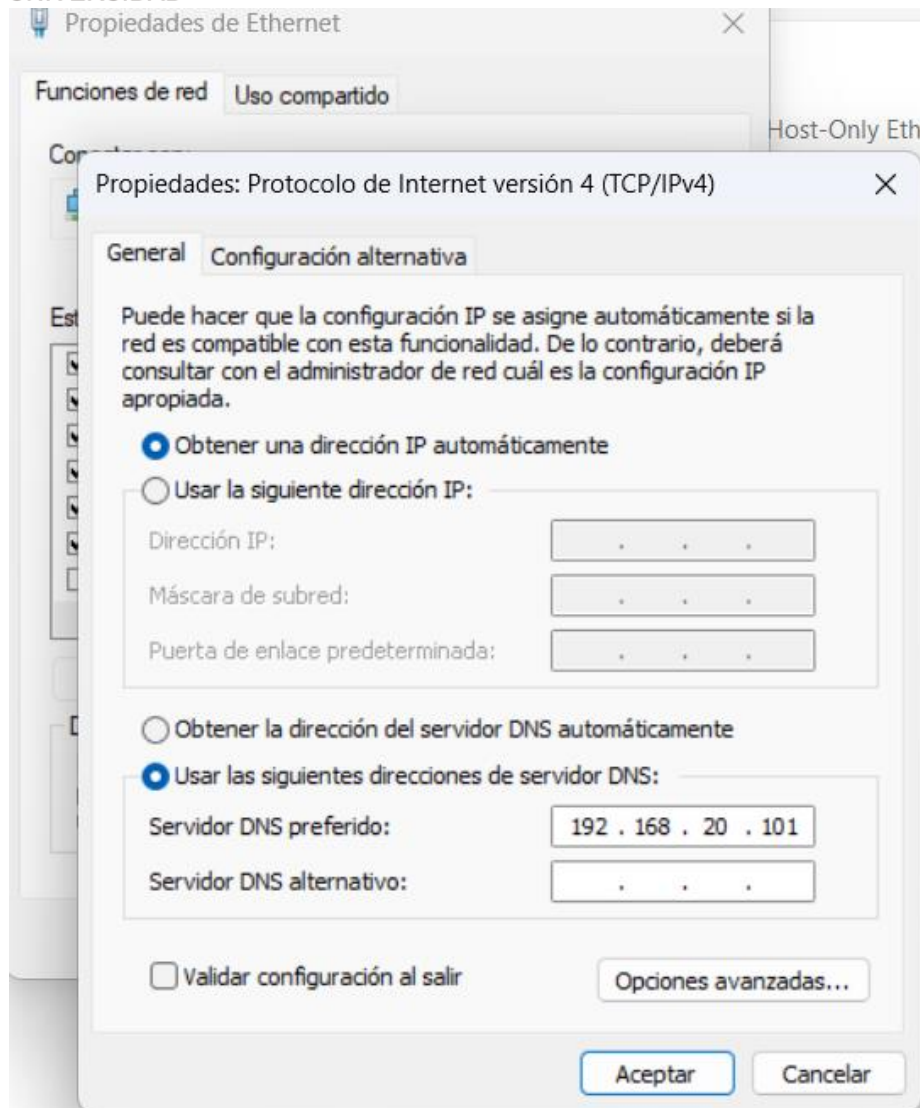 Propiedades de Ethernet
Funciones de red
Uso compartido
Host-Only Eth
Propiedades: Protocolo de Internet versión 4 (TCP/IPv4)
General
Configuración alternativa
Est
Puede hacer que la configuración IP se asigne automáticamente si la
red es compatible con esta funcionalidad. De lo contrario, deberá
consultar con el administrador de red cuál es la configuración IP
apropiada.
Obtener una dirección IP automáticamente
Usar la siguiente dirección IP:
Dirección IP:
Máscara de subred:
Puerta de enlace predeterminada:
Obtener la dirección del servidor DNS automáticamente
Usar las siguientes direcciones de servidor DNS:
Servidor DNS preferido:
192 . 168 . 20 . 101
Servidor DNS alternativo:
Validar configuración al salir
Opciones avanzadas...
Aceptar
Cancelar